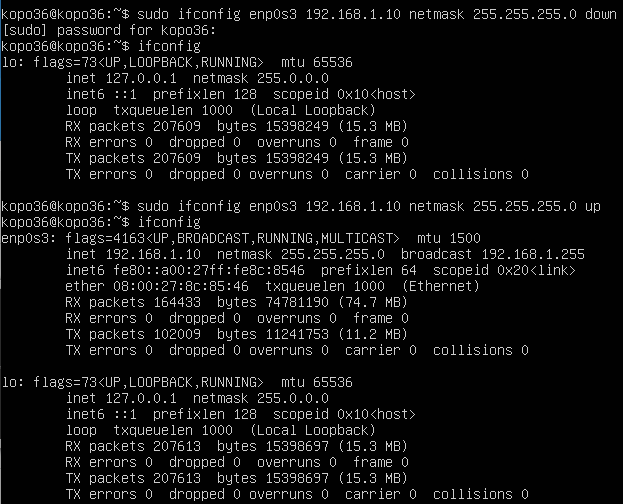 kopo36@kopo36:~$ sudo ifconfig enp0s3 192.168.1.10 netmask 255.255.255.0 down
[sudo] password for kopo36:
kopo36@kopo36:~$ ifconfig
lo: flags=73<UP,LOOPBACK,RUNNING>  mtu 65536
        inet 127.0.0.1  netmask 255.0.0.0
        inet6 ::1  prefixlen 128  scopeid 0x10<host>
        loop  txqueuelen 1000  (Local Loopback)
        RX packets 207609  bytes 15398249 (15.3 MB)
        RX errors 0  dropped 0  overruns 0  frame 0
        TX packets 207609  bytes 15398249 (15.3 MB)
        TX errors 0  dropped 0 overruns 0  carrier 0  collisions 0

kopo36@kopo36:~$ sudo ifconfig enp0s3 192.168.1.10 netmask 255.255.255.0 up
kopo36@kopo36:~$ ifconfig
enp0s3: flags=4163<UP,BROADCAST,RUNNING,MULTICAST>  mtu 1500
        inet 192.168.1.10  netmask 255.255.255.0  broadcast 192.168.1.255
        inet6 fe80::a00:27ff:fe8c:8546  prefixlen 64  scopeid 0x20<link>
        ether 08:00:27:8c:85:46  txqueuelen 1000  (Ethernet)
        RX packets 164433  bytes 74781190 (74.7 MB)
        RX errors 0  dropped 0  overruns 0  frame 0
        TX packets 102009  bytes 11241753 (11.2 MB)
        TX errors 0  dropped 0 overruns 0  carrier 0  collisions 0

lo: flags=73<UP,LOOPBACK,RUNNING>  mtu 65536
        inet 127.0.0.1  netmask 255.0.0.0
        inet6 ::1  prefixlen 128  scopeid 0x10<host>
        loop  txqueuelen 1000  (Local Loopback)
        RX packets 207613  bytes 15398697 (15.3 MB)
        RX errors 0  dropped 0  overruns 0  frame 0
        TX packets 207613  bytes 15398697 (15.3 MB)
        TX errors 0  dropped 0 overruns 0  carrier 0  collisions 0